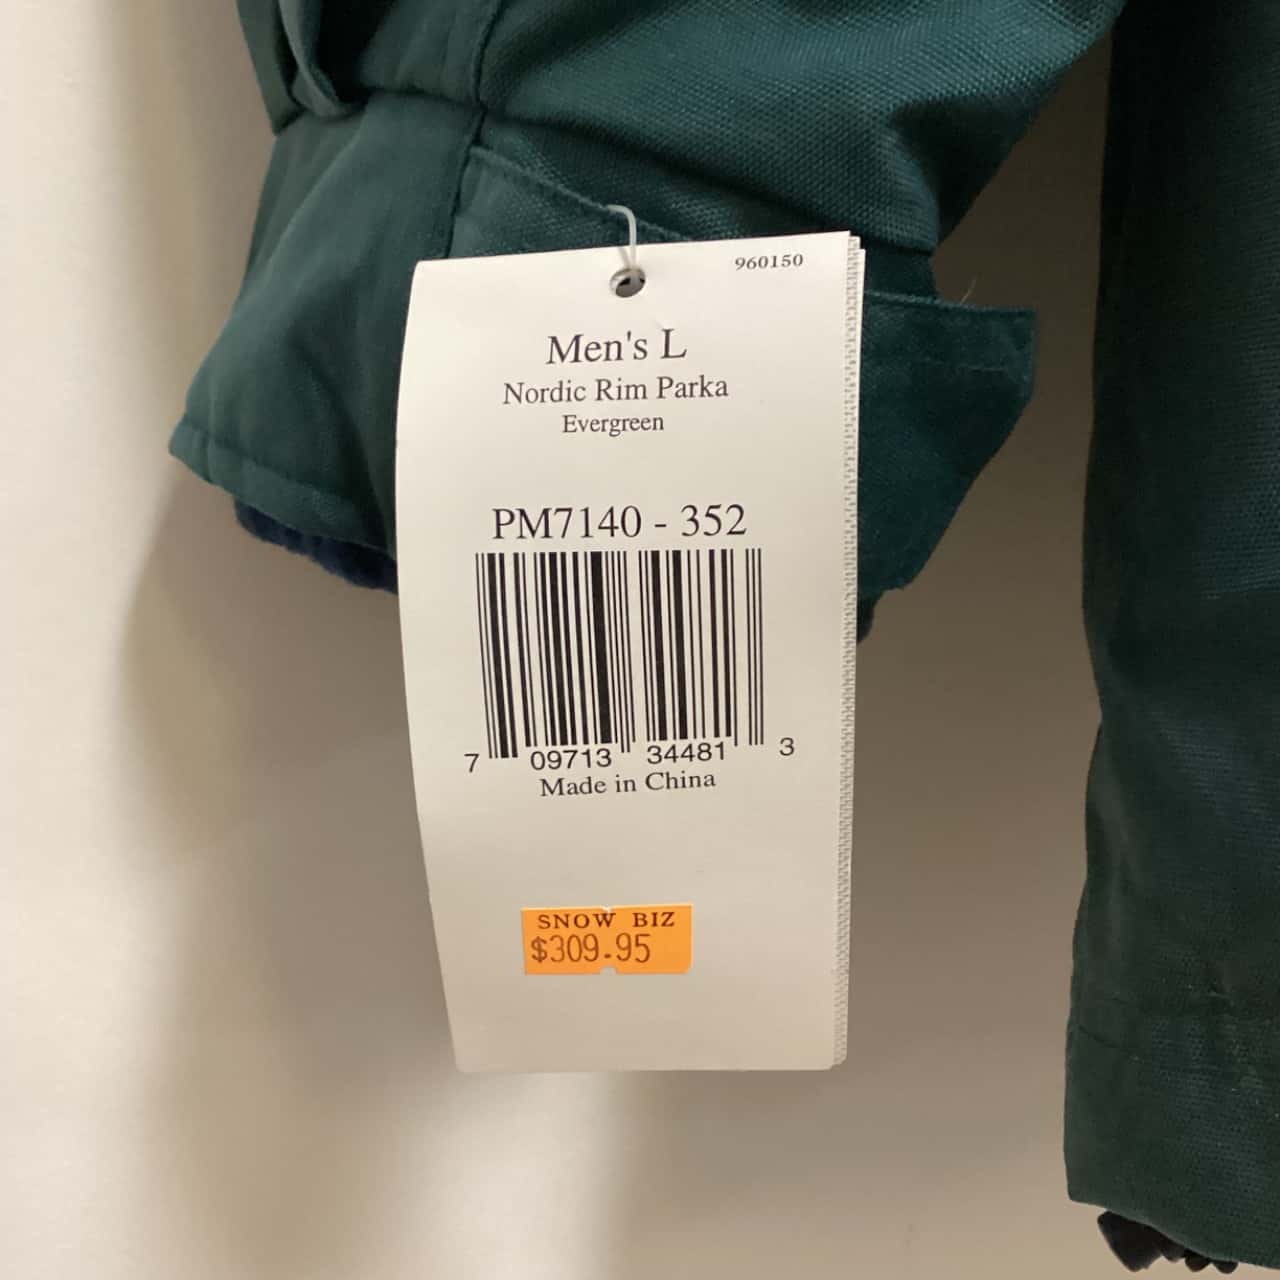 960150
Men's L
Nordic Rim Parka
Evergreen
PM7140 - 352
7 09713 34481 3
Made in China
SNOW BIZ
$309.95